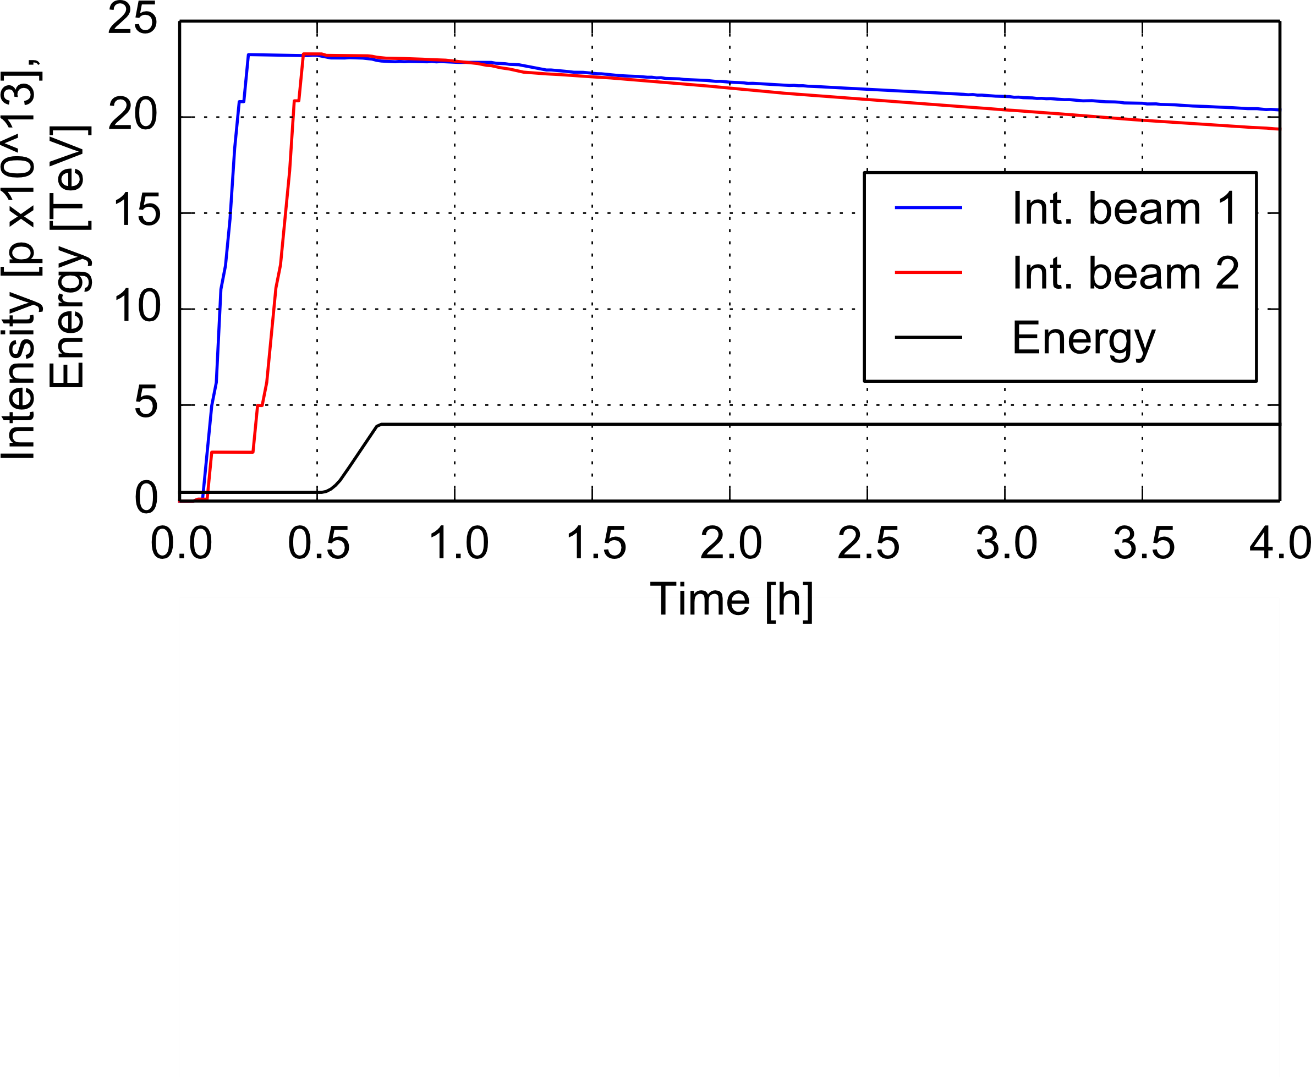 Intensity [p x10^13],
Energy [TeV]
25
20
15
10
5
0
0.0 0.5 1.0 1.5 2.0 2.5 3.0 3.5 4.0
Time [h]
Int. beam 1
Int. beam 2
Energy